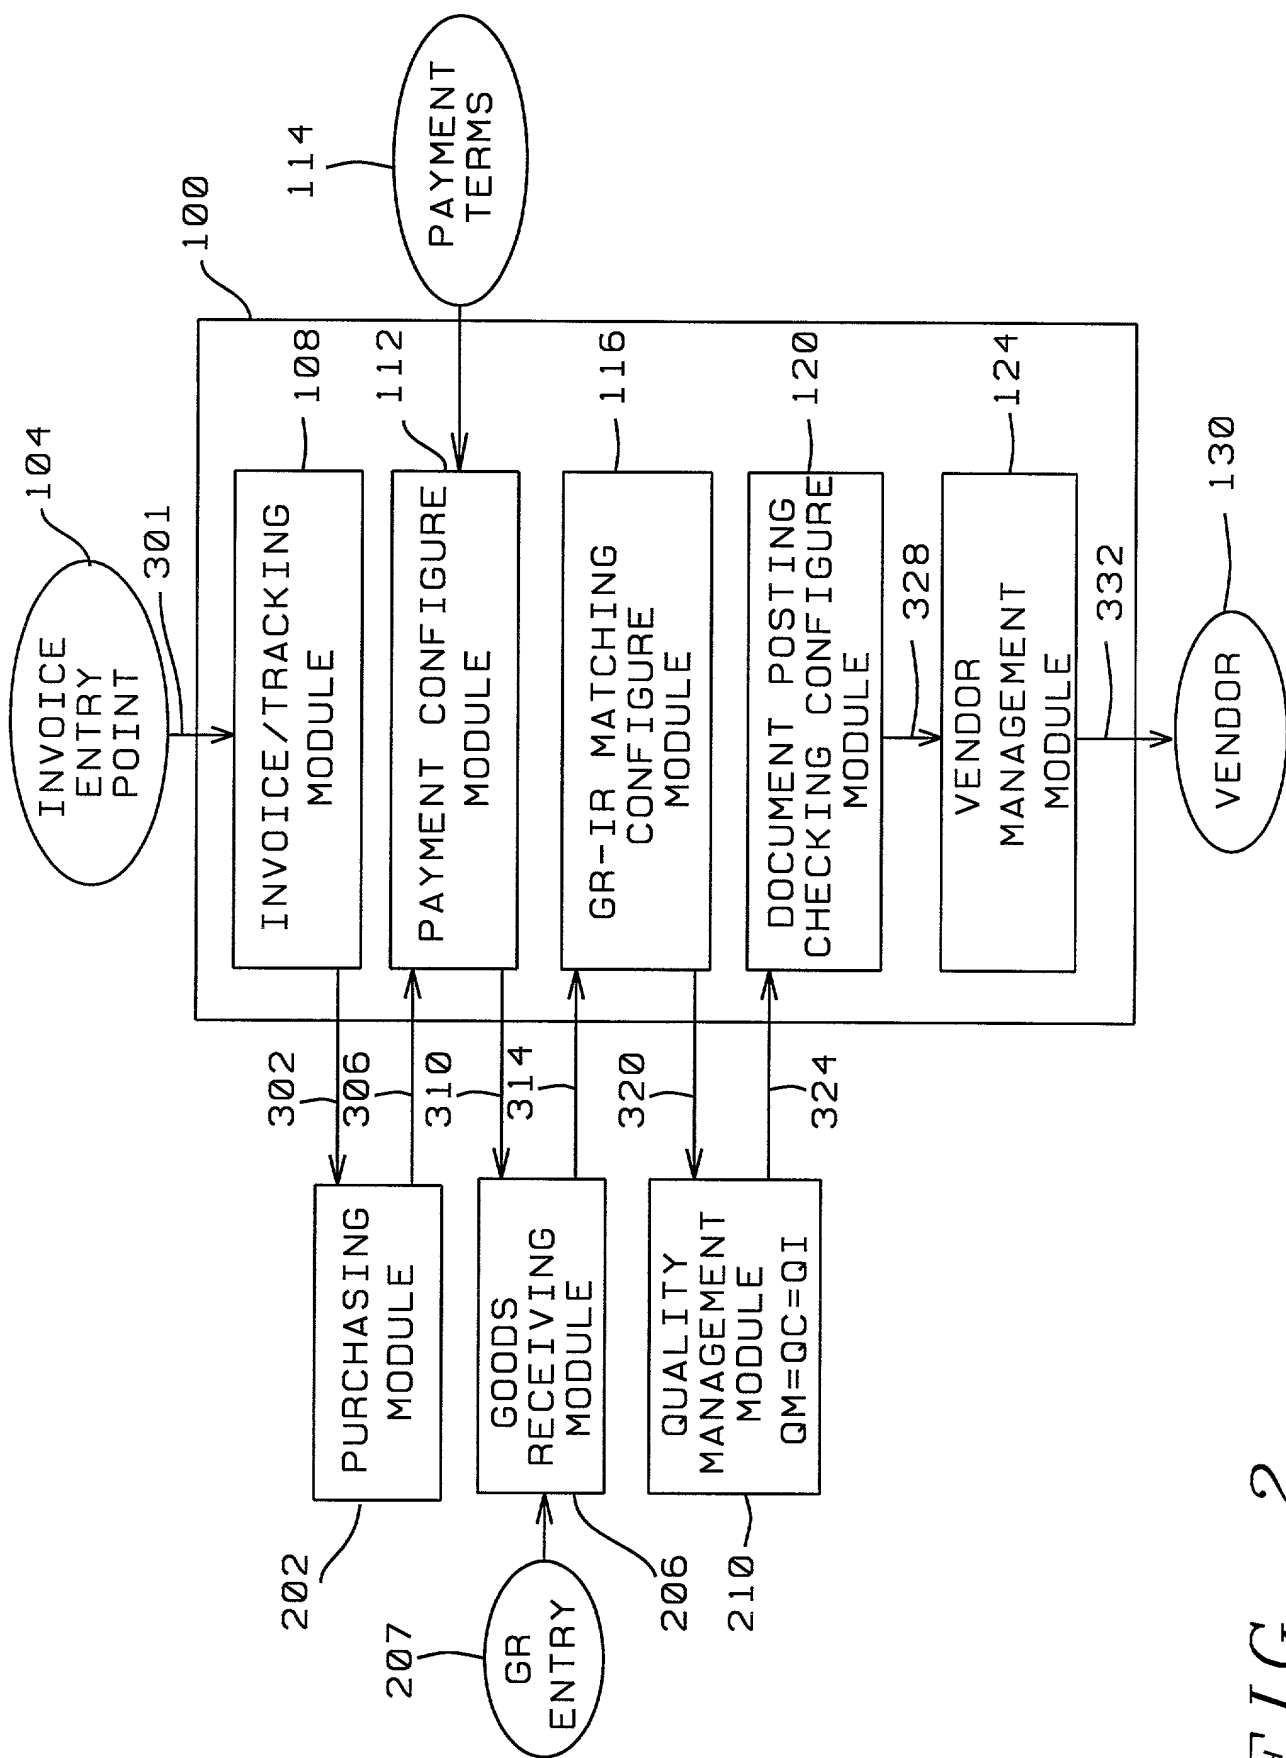 104
INVOICE
ENTRY
POINT
301
100
114
PAYMENT
TERMS
108
INVOICE/TRACKING
MODULE
112
PAYMENT CONFIGURE
MODULE
116
GR-IR MATCHING
CONFIGURE
MODULE
120
DOCUMENT POSTING
CHECKING CONFIGURE
MODULE
328
124
VENDOR
MANAGEMENT
MODULE
332
130
VENDOR
302
306
310
314
320
324
202
PURCHASING
MODULE
206
GOODS
RECEIVING
MODULE
207
GR
ENTRY
210
QUALITY
MANAGEMENT
MODULE
QM=QC=QI
FIG 2